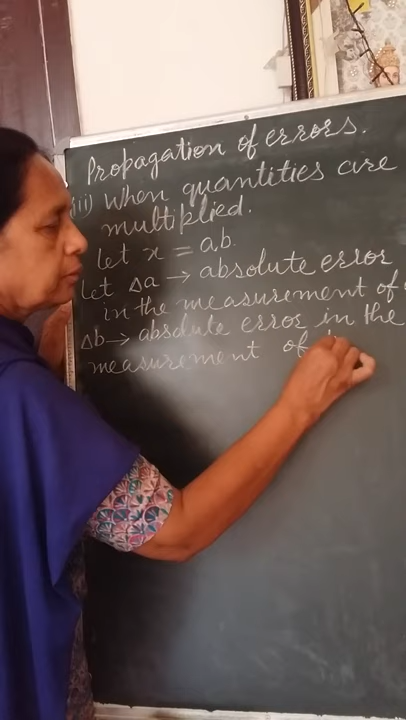 Propagation of errors.
iii) When quantities are
multiplied.
let x = a.b.
Let Δa → absolute error
in the measurement of
Δb → absolute error in the
measurement of